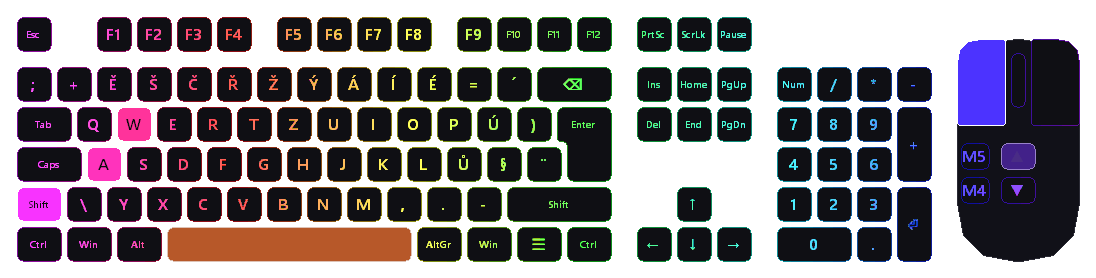 Esc F1 F2 F3 F4 F5 F6 F7 F8 F9 F10 F11 F12 PrtSc ScrLk Pause
; + Ě Š Č Ř Ž Ý Á Í É = ´ ⌫ Ins Home PgUp Num / * -
Tab Q W E R T Z U I O P Ú ) Enter Del End PgDn 7 8 9 +
Caps A S D F G H J K L Ů § ¨ 4 5 6
Shift \ Y X C V B N M , . - Shift ↑ 1 2 3
Ctrl Win Alt AltGr Win ☰ Ctrl ← ↓ → 0 .
M5 ▲
M4 ▼